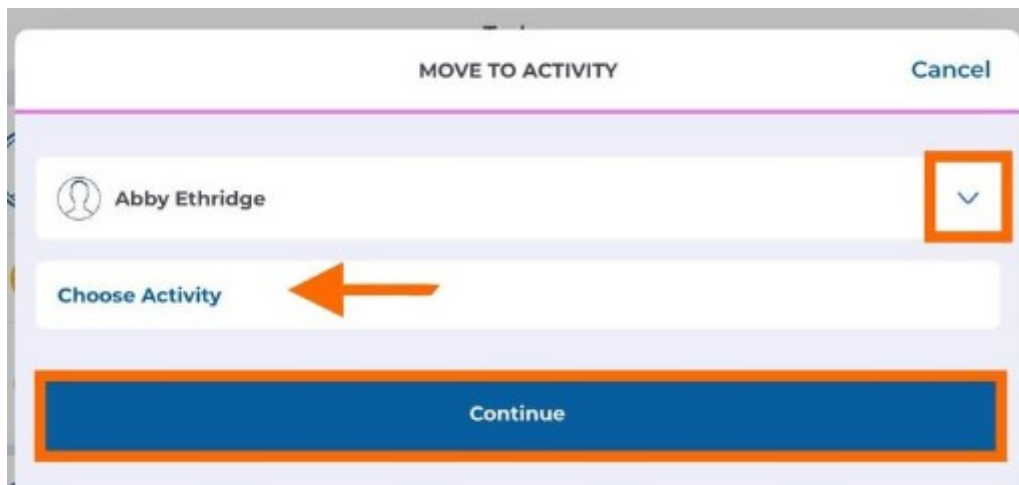 MOVE TO ACTIVITY
Cancel
Abby Ethridge
Choose Activity
Continue